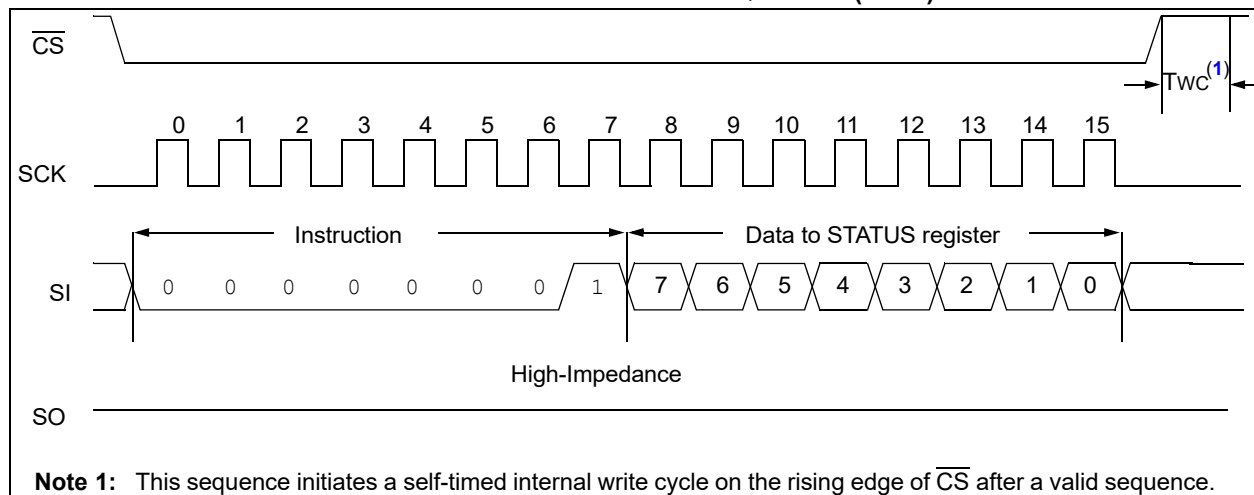 CS
TWC(1)
0 1 2 3 4 5 6 7 8 9 10 11 12 13 14 15
SCK
Instruction Data to STATUS register
SI 0 0 0 0 0 0 0 1 7 6 5 4 3 2 1 0
High-Impedance
SO
Note 1: This sequence initiates a self-timed internal write cycle on the rising edge of CS after a valid sequence.